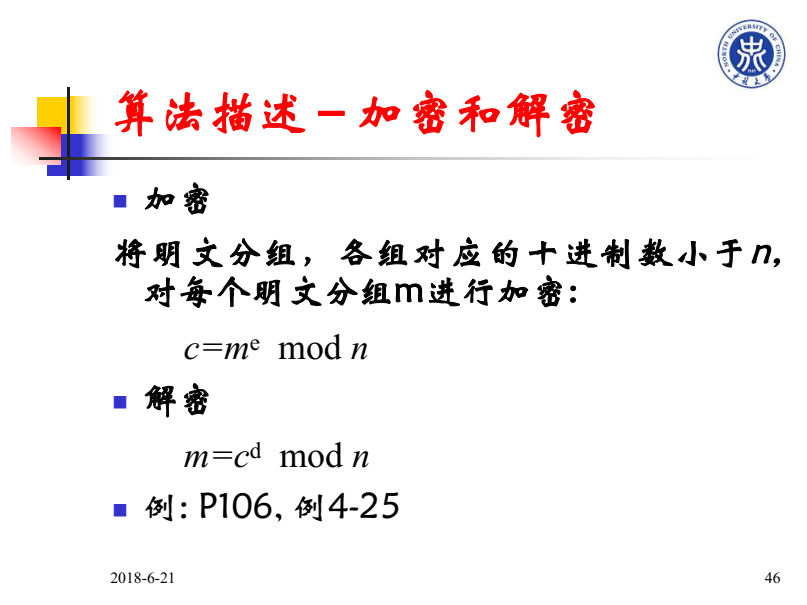 NORTH UNIVERSITY OF CHINA
中北大学
算法描述－加密和解密
加密
将明文分组，各组对应的十进制数小于n,
对每个明文分组m进行加密：
c=mᵉ mod n
解密
m=cᵈ mod n
例：P106, 例4-25
2018-6-21
46